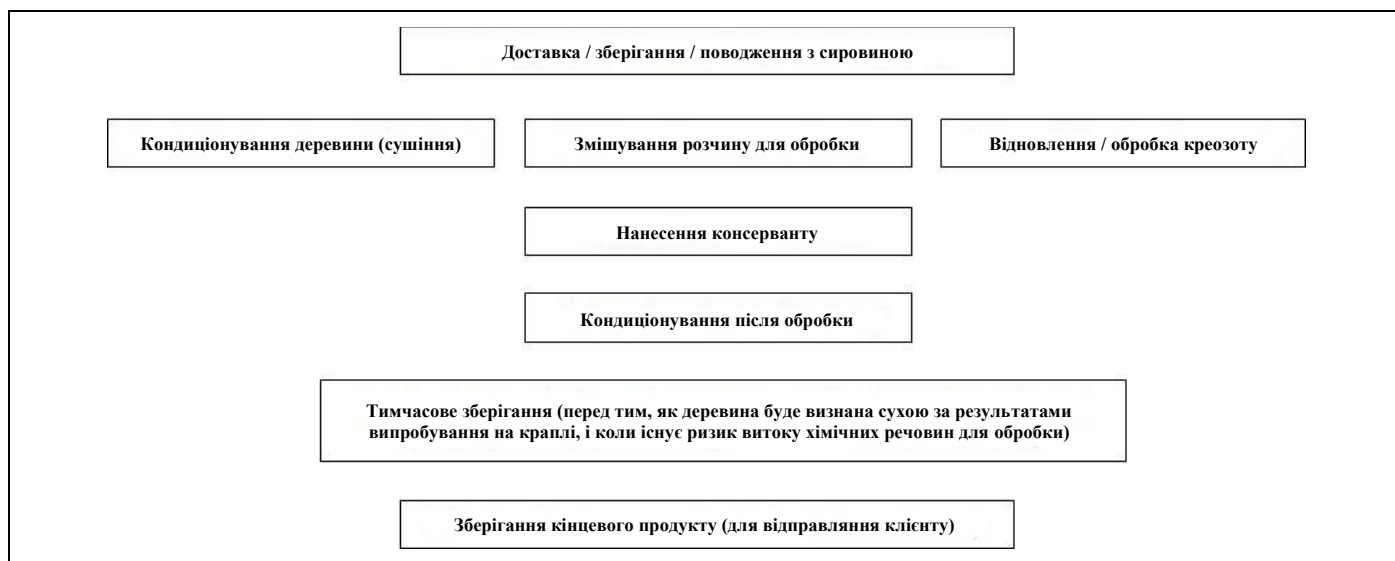 Доставка / зберігання / поводження з сировиною
Кондиціонування деревини (сушіння)
Змішування розчину для обробки
Відновлення / обробка креозоту
Нанесення консерванту
Кондиціонування після обробки
Тимчасове зберігання (перед тим, як деревина буде визнана сухою за результатами
випробування на краплі, і коли існує ризик витоку хімічних речовин для обробки)
Зберігання кінцевого продукту (для відправляння клієнту)